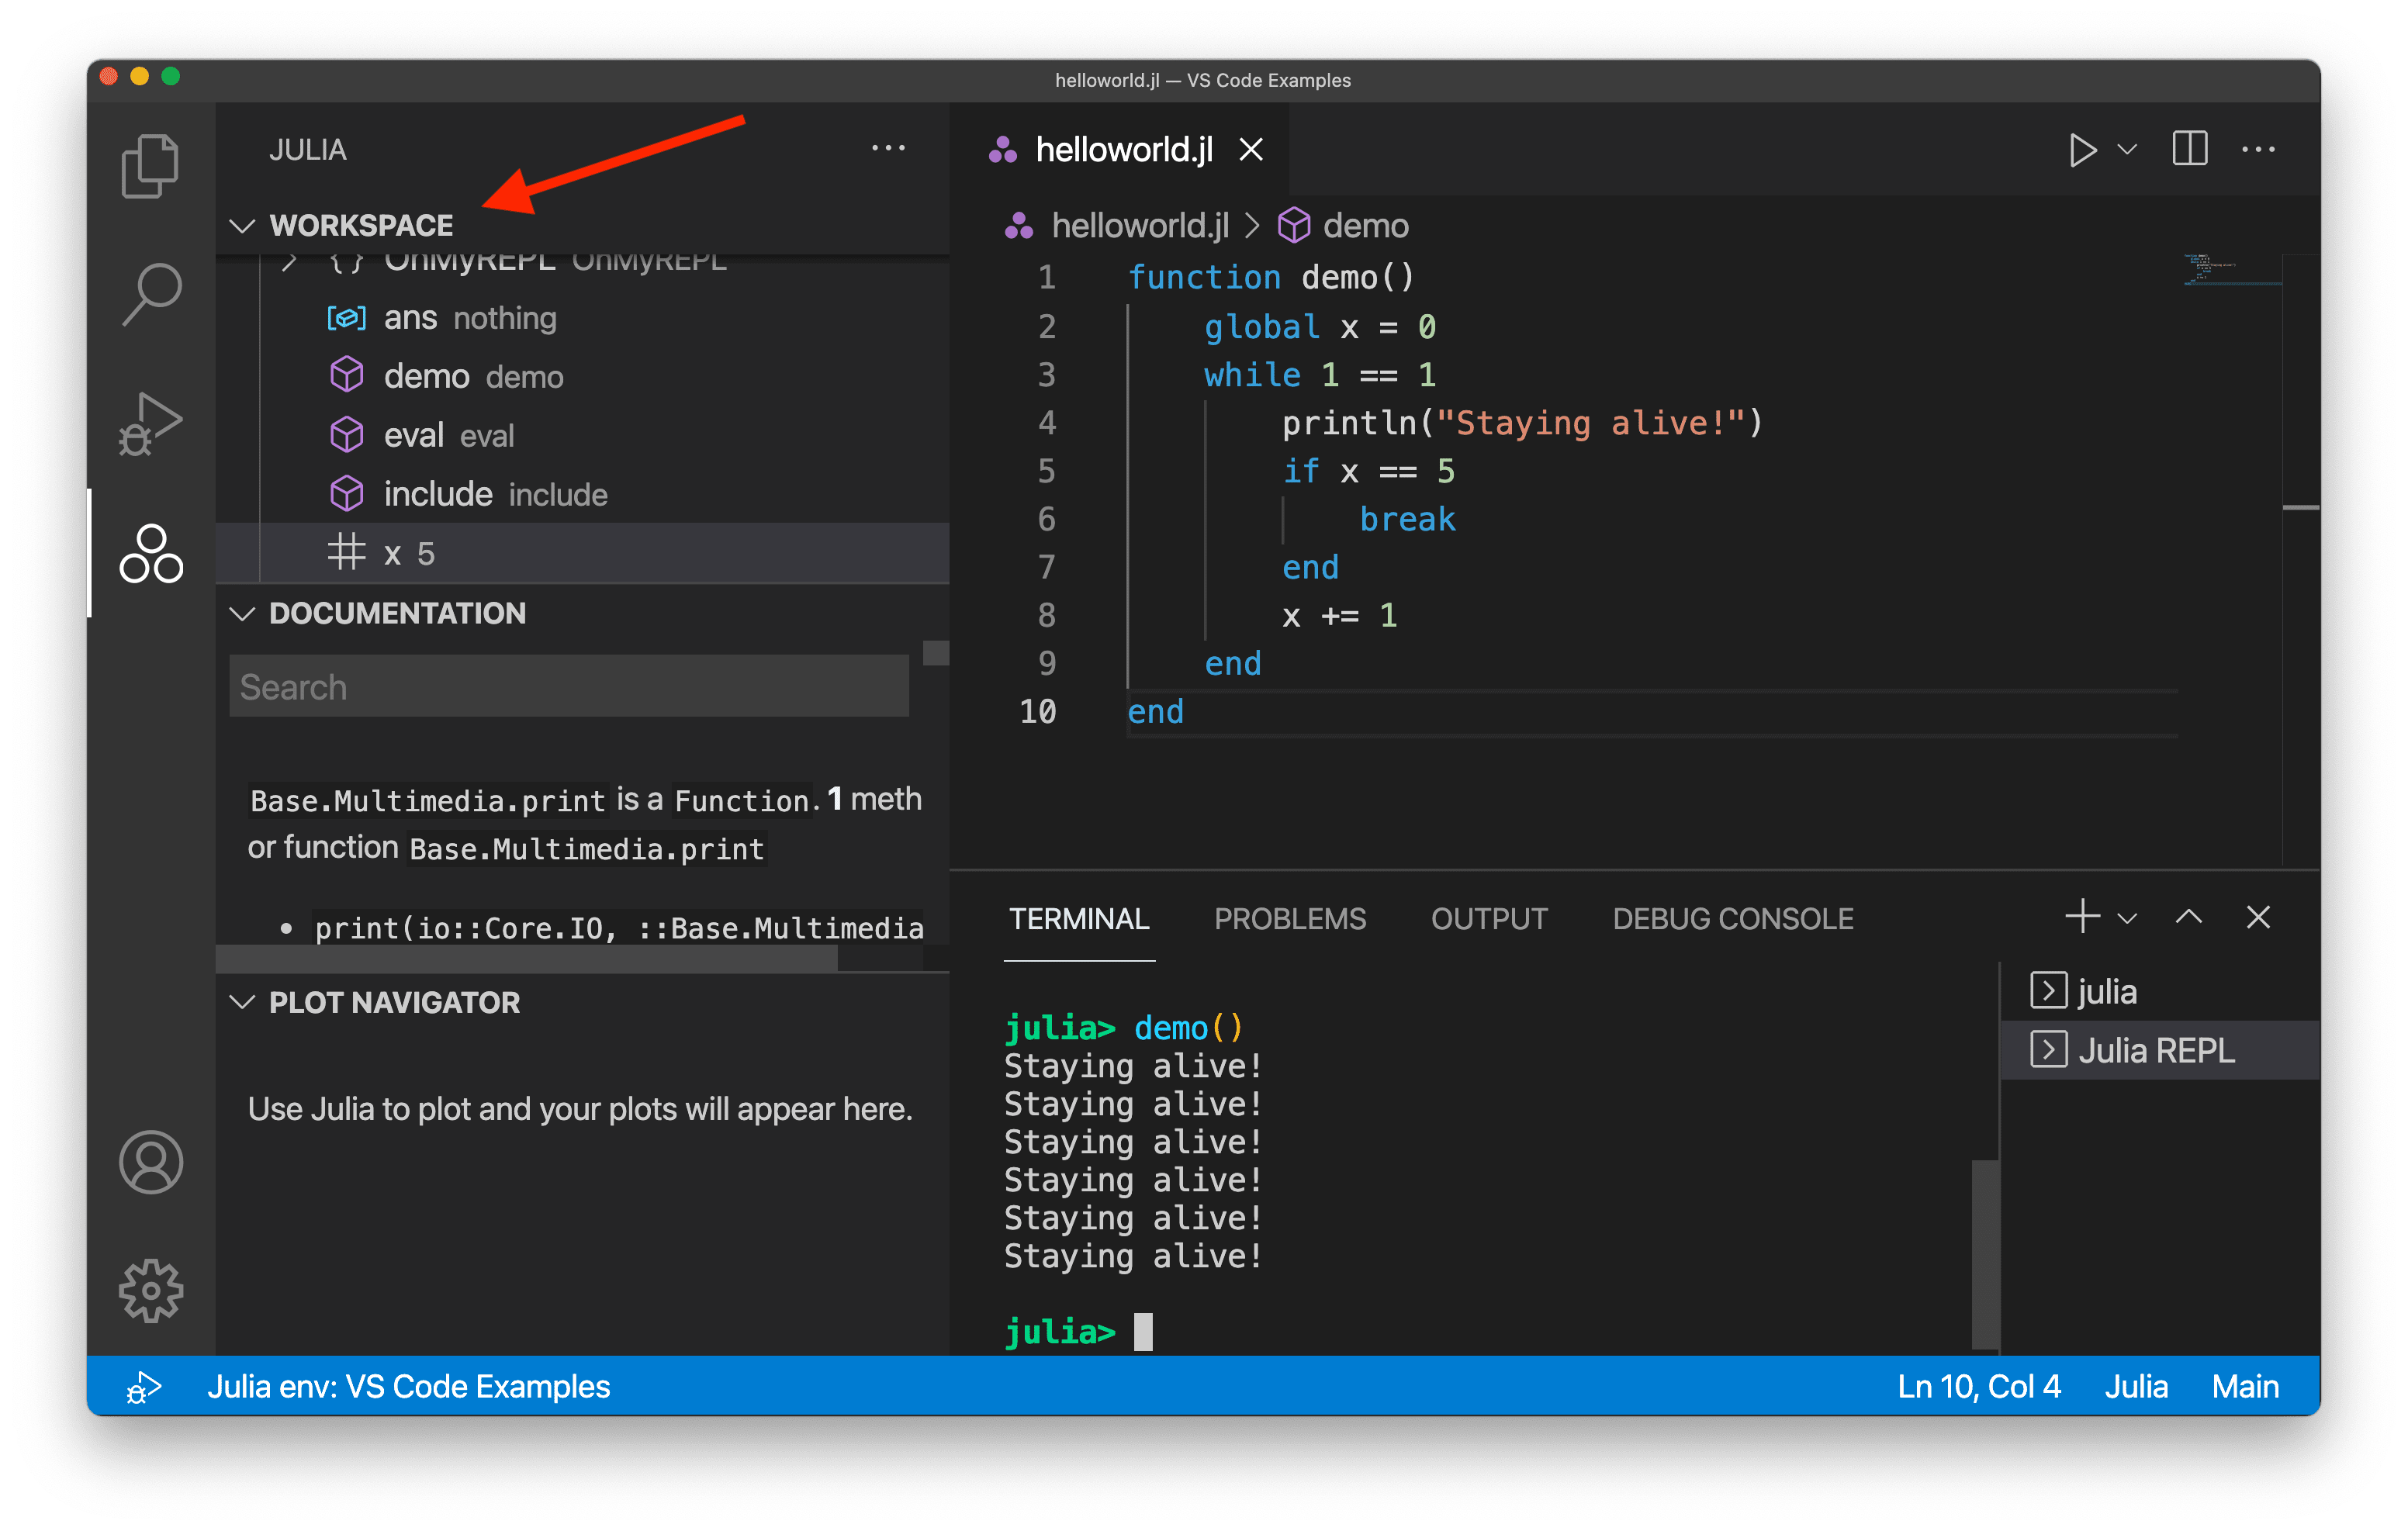 helloworld.jl — VS Code Examples
JULIA
WORKSPACE
OhMyREPL OhMyREPL
ans nothing
demo demo
eval eval
include include
x 5
DOCUMENTATION
Search
Base.Multimedia.print is a Function. 1 meth
or function Base.Multimedia.print
• print(io::Core.IO, ::Base.Multimedia
PLOT NAVIGATOR
Use Julia to plot and your plots will appear here.
helloworld.jl
helloworld.jl > demo
1 function demo()
2 global x = 0
3 while 1 == 1
4 println("Staying alive!")
5 if x == 5
6 break
7 end
8 x += 1
9 end
10 end
TERMINAL PROBLEMS OUTPUT DEBUG CONSOLE
julia> demo()
Staying alive!
Staying alive!
Staying alive!
Staying alive!
Staying alive!
Staying alive!
julia>
julia
Julia REPL
Julia env: VS Code Examples
Ln 10, Col 4 Julia Main